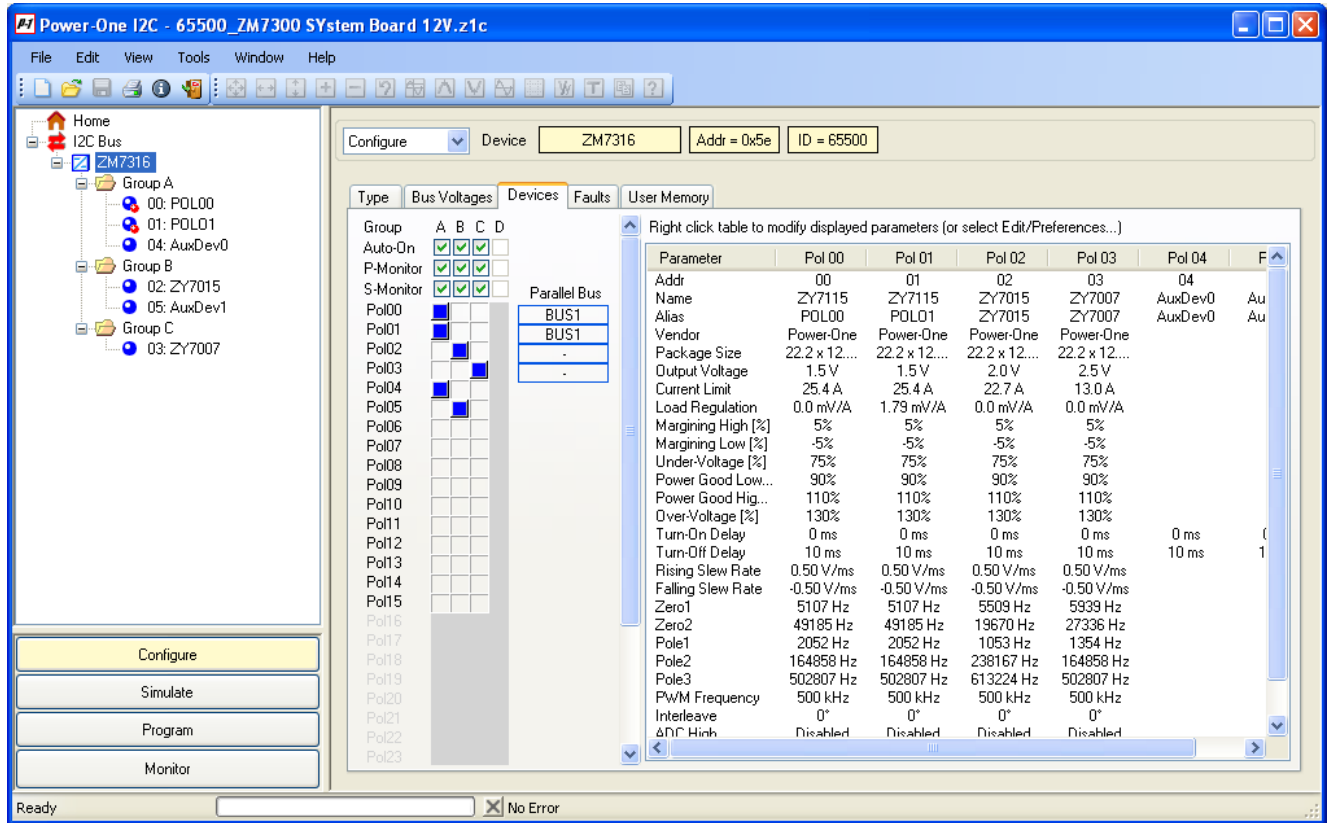 Power-One I2C - 65500_ZM7300 SYstem Board 12V.z1c
File Edit View Tools Window Help
Home
I2C Bus
ZM7316
Group A
00: POL00
01: POL01
04: AuxDev0
Group B
02: ZY7015
05: AuxDev1
Group C
03: ZY7007
Configure
Simulate
Program
Monitor
Configure Device ZM7316 Addr = 0x5e ID = 65500
Type Bus Voltages Devices Faults User Memory
Group A B C D
Auto-On
P-Monitor
S-Monitor Parallel Bus
Pol00 BUS1
Pol01 BUS1
Pol02 -
Pol03 -
Pol04
Pol05
Pol06
Pol07
Pol08
Pol09
Pol10
Pol11
Pol12
Pol13
Pol14
Pol15
Pol16
Pol17
Pol18
Pol19
Pol20
Pol21
Pol22
Pol23
Right click table to modify displayed parameters (or select Edit/Preferences...)
Parameter Pol 00 Pol 01 Pol 02 Pol 03 Pol 04
Addr 00 01 02 03 04
Name ZY7115 ZY7115 ZY7015 ZY7007 AuxDev0 Au
Alias POL00 POL01 ZY7015 ZY7007 AuxDev0 Au
Vendor Power-One Power-One Power-One Power-One
Package Size 22.2 x 12.... 22.2 x 12.... 22.2 x 12.... 22.2 x 12....
Output Voltage 1.5 V 1.5 V 2.0 V 2.5 V
Current Limit 25.4 A 25.4 A 22.7 A 13.0 A
Load Regulation 0.0 mV/A 1.79 mV/A 0.0 mV/A 0.0 mV/A
Margining High [%] 5% 5% 5% 5%
Margining Low [%] -5% -5% -5% -5%
Under-Voltage [%] 75% 75% 75% 75%
Power Good Low... 90% 90% 90% 90%
Power Good Hig... 110% 110% 110% 110%
Over-Voltage [%] 130% 130% 130% 130%
Turn-On Delay 0 ms 0 ms 0 ms 0 ms 0 ms
Turn-Off Delay 10 ms 10 ms 10 ms 10 ms 10 ms 1
Rising Slew Rate 0.50 V/ms 0.50 V/ms 0.50 V/ms 0.50 V/ms
Falling Slew Rate -0.50 V/ms -0.50 V/ms -0.50 V/ms -0.50 V/ms
Zero1 5107 Hz 5107 Hz 5509 Hz 5939 Hz
Zero2 49185 Hz 49185 Hz 19670 Hz 27336 Hz
Pole1 2052 Hz 2052 Hz 1053 Hz 1354 Hz
Pole2 164858 Hz 164858 Hz 238167 Hz 164858 Hz
Pole3 502807 Hz 502807 Hz 613224 Hz 502807 Hz
PWM Frequency 500 kHz 500 kHz 500 kHz 500 kHz
Interleave 0° 0° 0° 0°
ADC High Disabled Disabled Disabled Disabled
Ready No Error